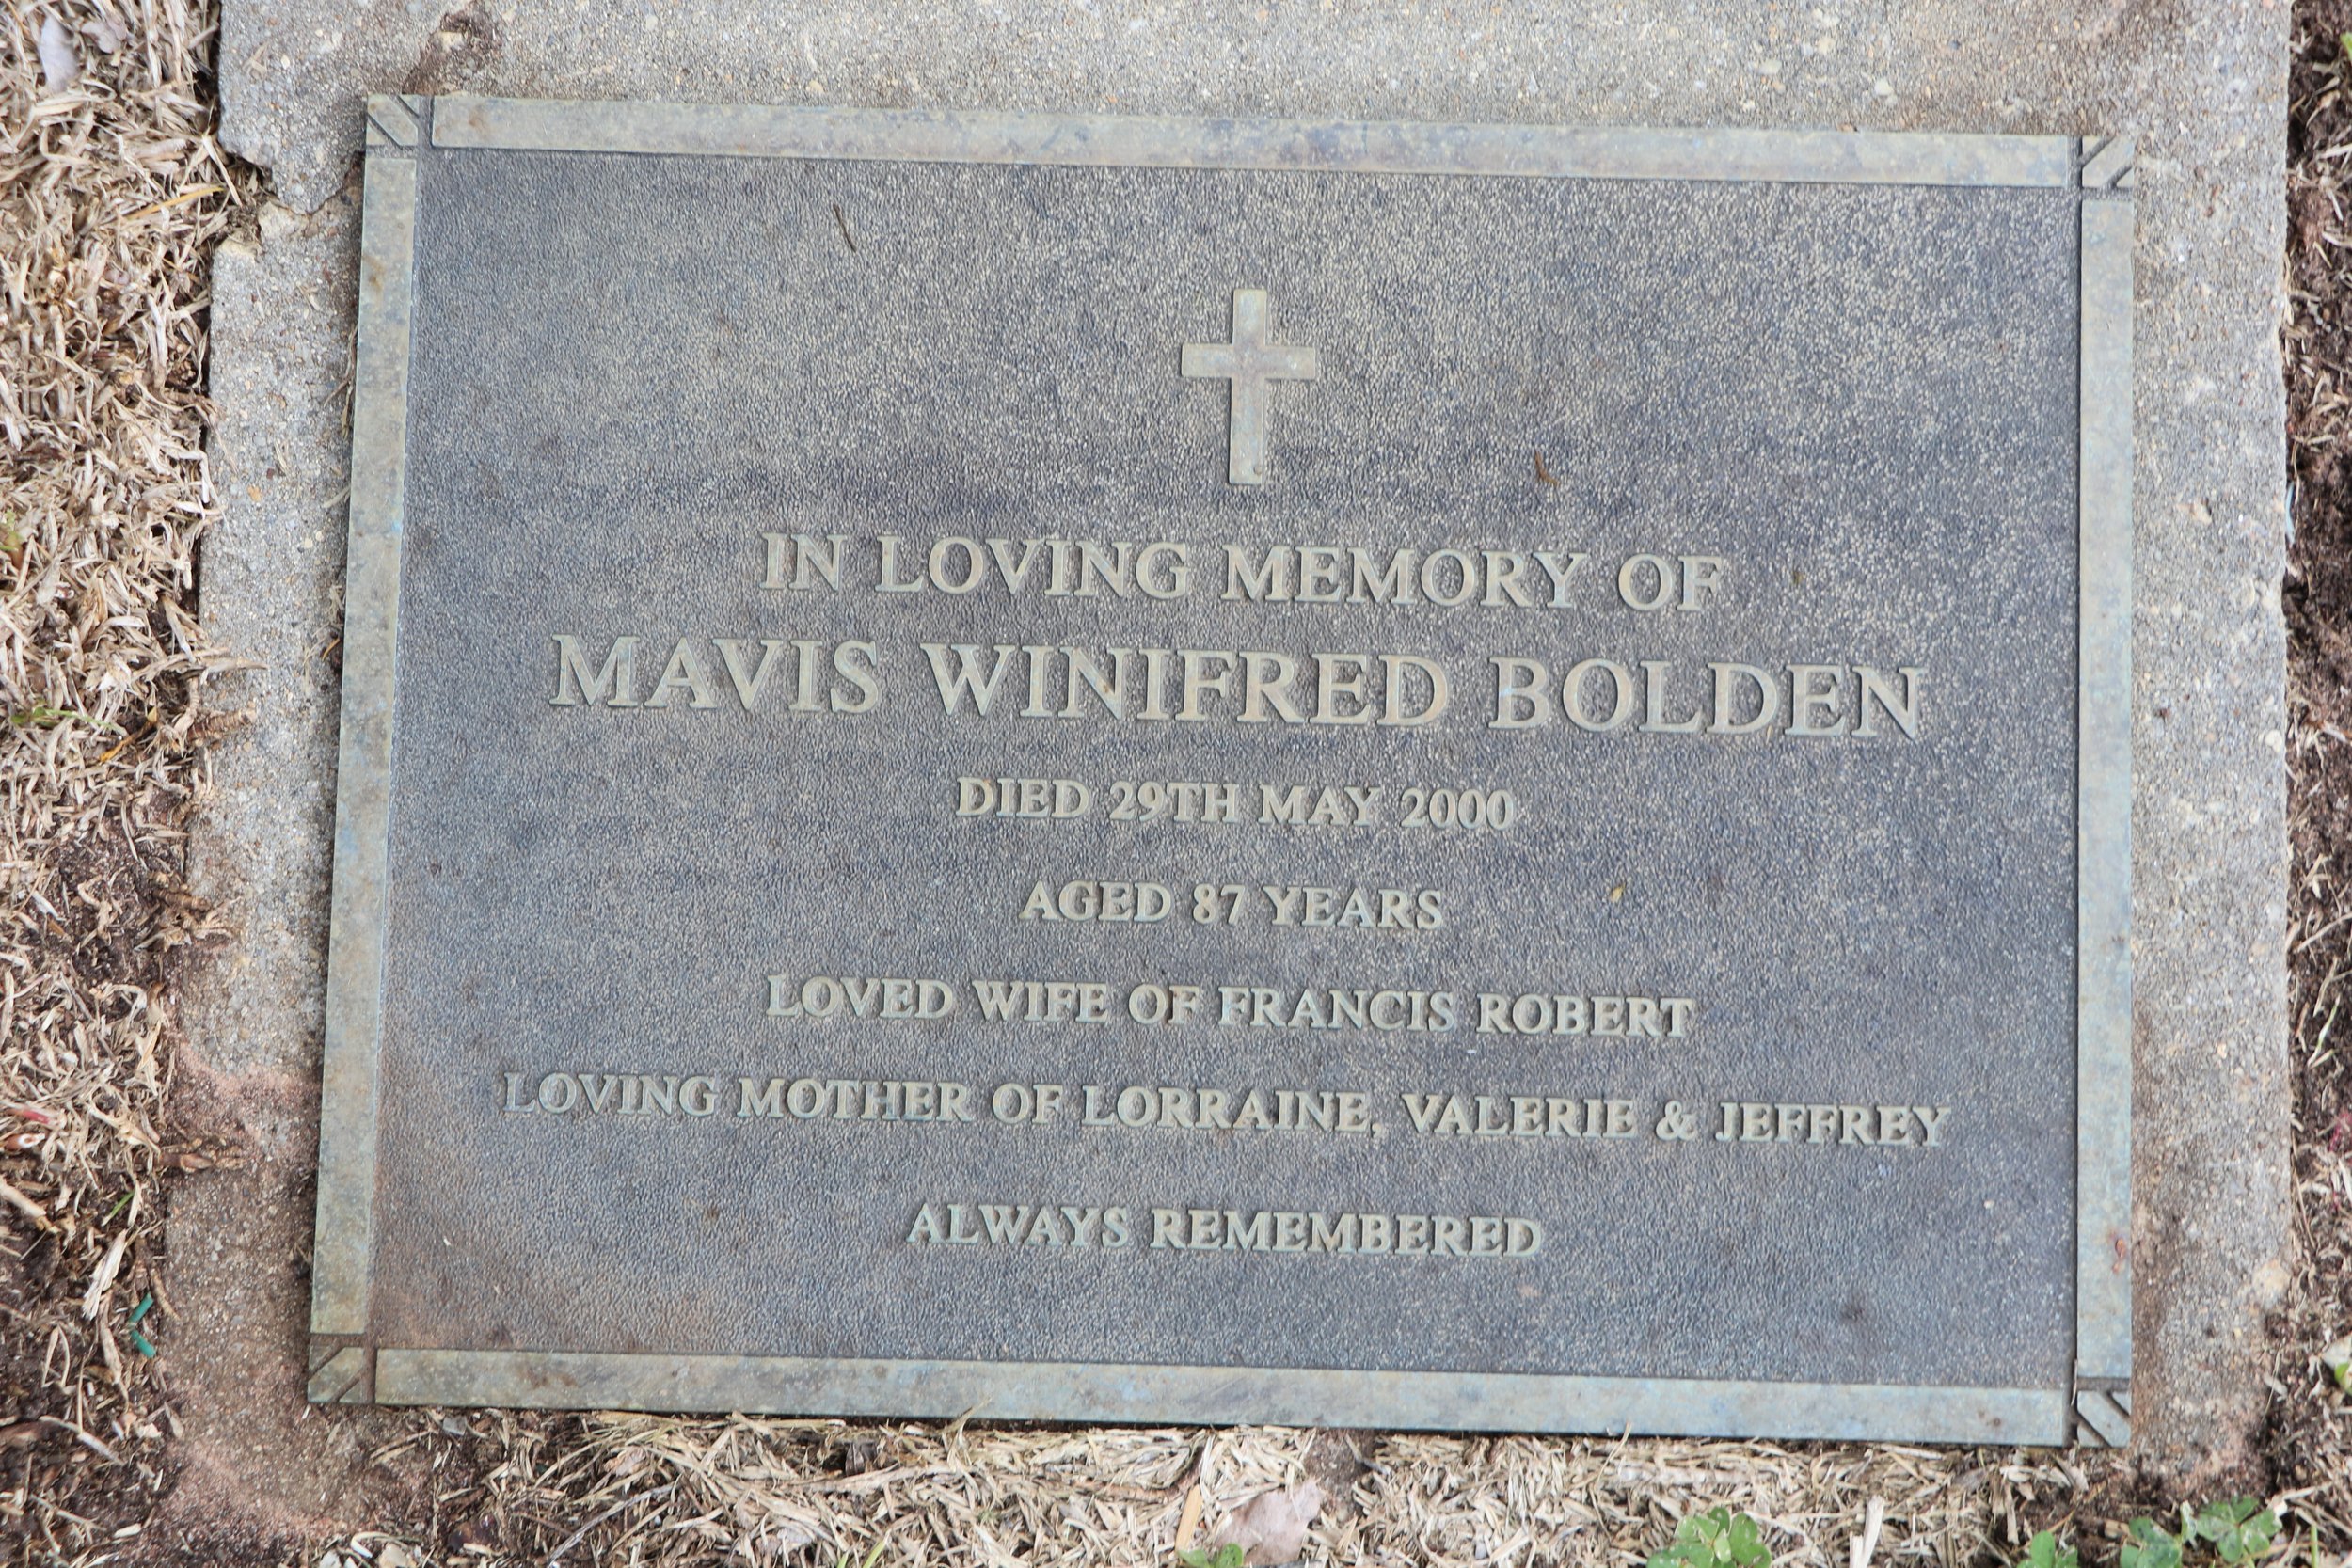 IN LOVING MEMORY OF
MAVIS WINIFRED BOLDEN
DIED 29TH MAY 2000
AGED 87 YEARS
LOVED WIFE OF FRANCIS ROBERT
LOVING MOTHER OF LORRAINE, VALERIE & JEFFREY
ALWAYS REMEMBERED